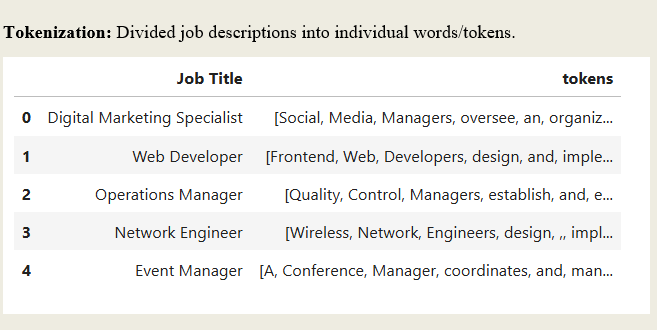 Tokenization: Divided job descriptions into individual words/tokens.
Job Title tokens
0 Digital Marketing Specialist [Social, Media, Managers, oversee, an, organiz...
1 Web Developer [Frontend, Web, Developers, design, and, imple...
2 Operations Manager [Quality, Control, Managers, establish, and, e...
3 Network Engineer [Wireless, Network, Engineers, design, ,, impl...
4 Event Manager [A, Conference, Manager, coordinates, and, man...